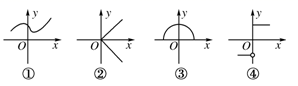 y y y y
O x O x O x O x
① ② ③ ④